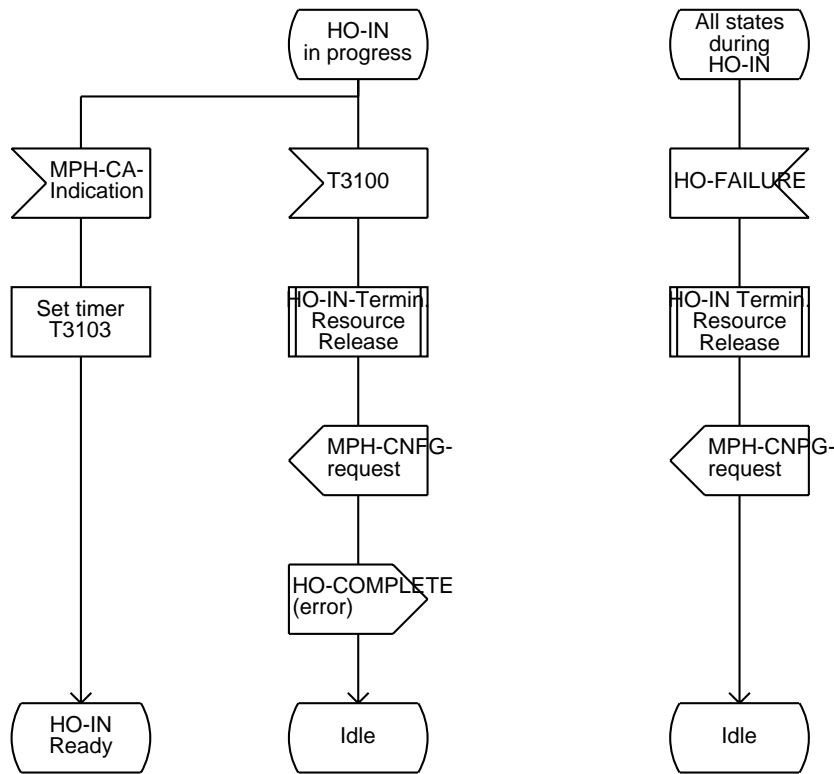 HO-IN
in progress
All states
during
HO-IN
MPH-CA-
Indication
T3100
HO-FAILURE
Set timer
T3103
HO-IN-Termin.
Resource
Release
HO-IN Termin.
Resource
Release
MPH-CNFG-
request
MPH-CNPG-
request
HO-COMPLETE
(error)
HO-IN
Ready
Idle
Idle